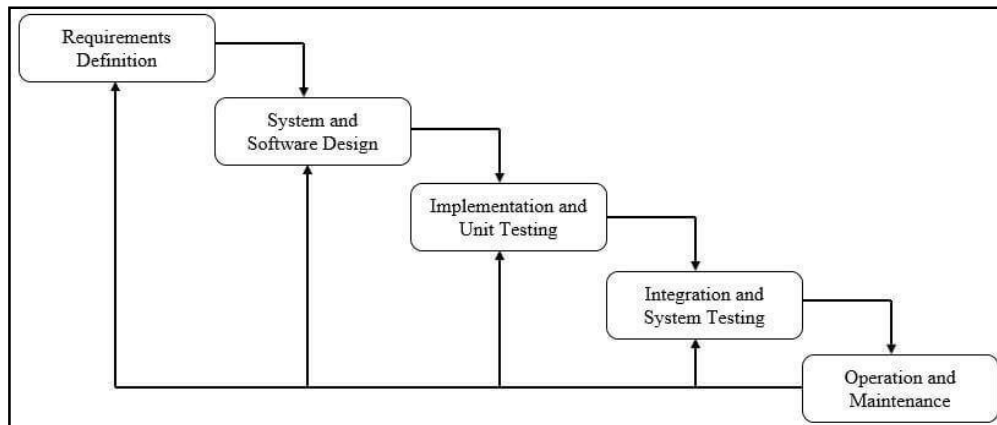 Requirements
Definition
System and
Software Design
Implementation and
Unit Testing
Integration and
System Testing
Operation and
Maintenance